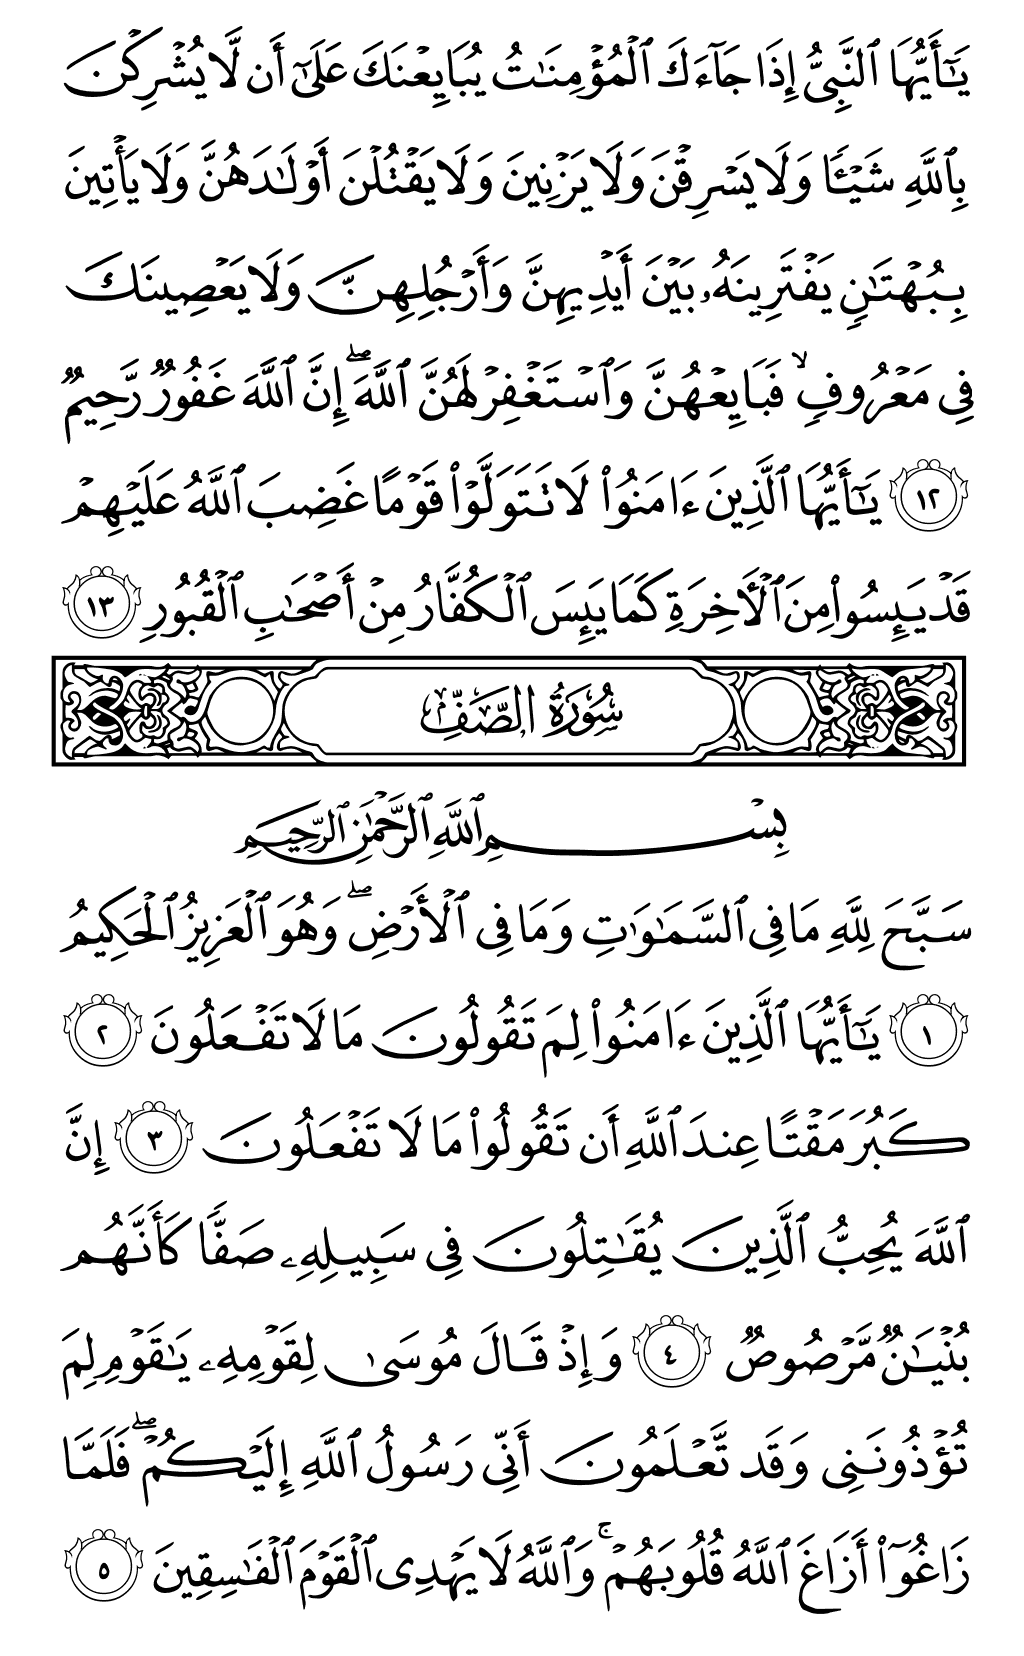 يَٰٓأَيُّهَا ٱلنَّبِىُّ إِذَا جَآءَكَ ٱلْمُؤْمِنَٰتُ يُبَايِعْنَكَ عَلَىٰٓ أَن لَّا يُشْرِكْنَ
بِٱللَّهِ شَيْـًٔا وَلَا يَسْرِقْنَ وَلَا يَزْنِينَ وَلَا يَقْتُلْنَ أَوْلَٰدَهُنَّ وَلَا يَأْتِينَ
بِبُهْتَٰنٍ يَفْتَرِينَهُۥ بَيْنَ أَيْدِيهِنَّ وَأَرْجُلِهِنَّ وَلَا يَعْصِينَكَ
فِى مَعْرُوفٍ ۙ فَبَايِعْهُنَّ وَٱسْتَغْفِرْ لَهُنَّ ٱللَّهَ ۖ إِنَّ ٱللَّهَ غَفُورٌ رَّحِيمٌ
١٢ يَٰٓأَيُّهَا ٱلَّذِينَ ءَامَنُوا۟ لَا تَتَوَلَّوْا۟ قَوْمًا غَضِبَ ٱللَّهُ عَلَيْهِمْ
قَدْ يَئِسُوا۟ مِنَ ٱلْـَٔاخِرَةِ كَمَا يَئِسَ ٱلْكُفَّارُ مِنْ أَصْحَٰبِ ٱلْقُبُورِ ١٣
سُورَةُ الصَّفِّ
بِسْمِ ٱللَّهِ ٱلرَّحْمَٰنِ ٱلرَّحِيمِ
سَبَّحَ لِلَّهِ مَا فِى ٱلسَّمَٰوَٰتِ وَمَا فِى ٱلْأَرْضِ ۖ وَهُوَ ٱلْعَزِيزُ ٱلْحَكِيمُ
١ يَٰٓأَيُّهَا ٱلَّذِينَ ءَامَنُوا۟ لِمَ تَقُولُونَ مَا لَا تَفْعَلُونَ ٢
كَبُرَ مَقْتًا عِندَ ٱللَّهِ أَن تَقُولُوا۟ مَا لَا تَفْعَلُونَ ٣ إِنَّ
ٱللَّهَ يُحِبُّ ٱلَّذِينَ يُقَٰتِلُونَ فِى سَبِيلِهِۦ صَفًّا كَأَنَّهُم
بُنْيَٰنٌ مَّرْصُوصٌ ٤ وَإِذْ قَالَ مُوسَىٰ لِقَوْمِهِۦ يَٰقَوْمِ لِمَ
تُؤْذُونَنِى وَقَد تَّعْلَمُونَ أَنِّى رَسُولُ ٱللَّهِ إِلَيْكُمْ ۖ فَلَمَّا
زَاغُوٓا۟ أَزَاغَ ٱللَّهُ قُلُوبَهُمْ ۚ وَٱللَّهُ لَا يَهْدِى ٱلْقَوْمَ ٱلْفَٰسِقِينَ ٥